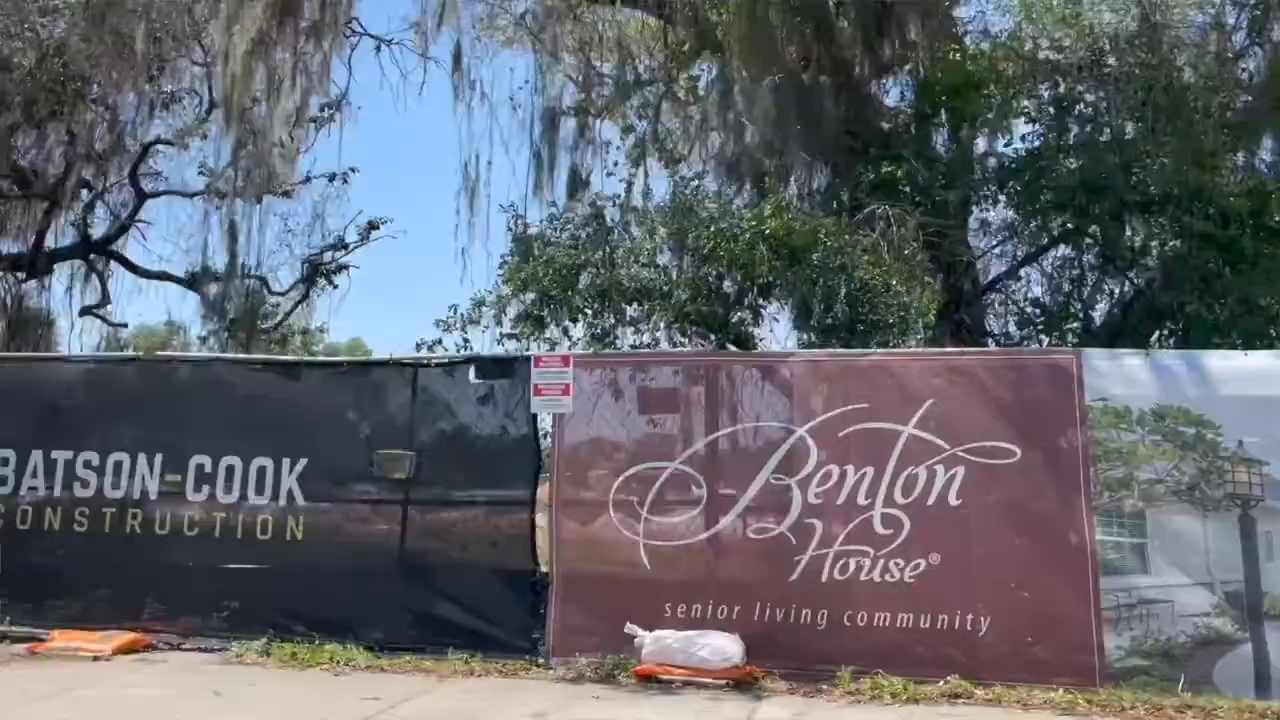 BATSON-COOK
CONSTRUCTION
Benton
House®
senior living community